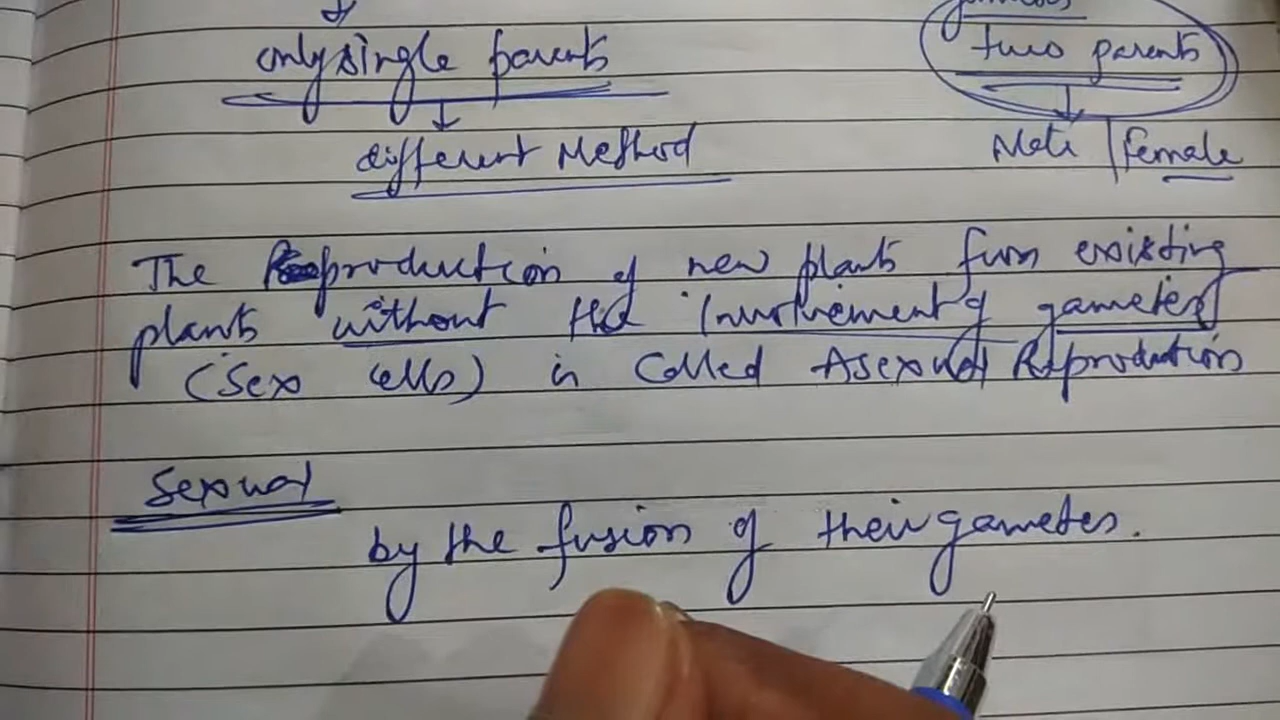 gametes
only single parents
two parents
different Method
Male | female
The Reproduction of new plants from existing
plants without the involvement of gametes
(Sex cells) is called Asexual Reproduction
Sexual
by the fusion of their gametes.